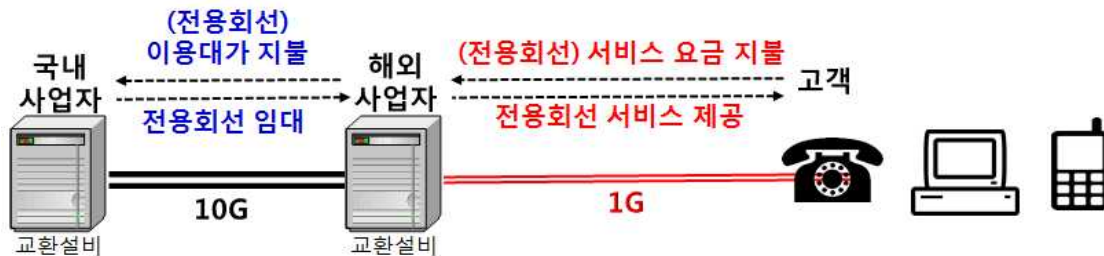 (전용회선)
이용대가 지불
(전용회선) 서비스 요금 지불
국내
사업자
해외
사업자
고객
전용회선 임대
전용회선 서비스 제공
10G
1G
교환설비
교환설비